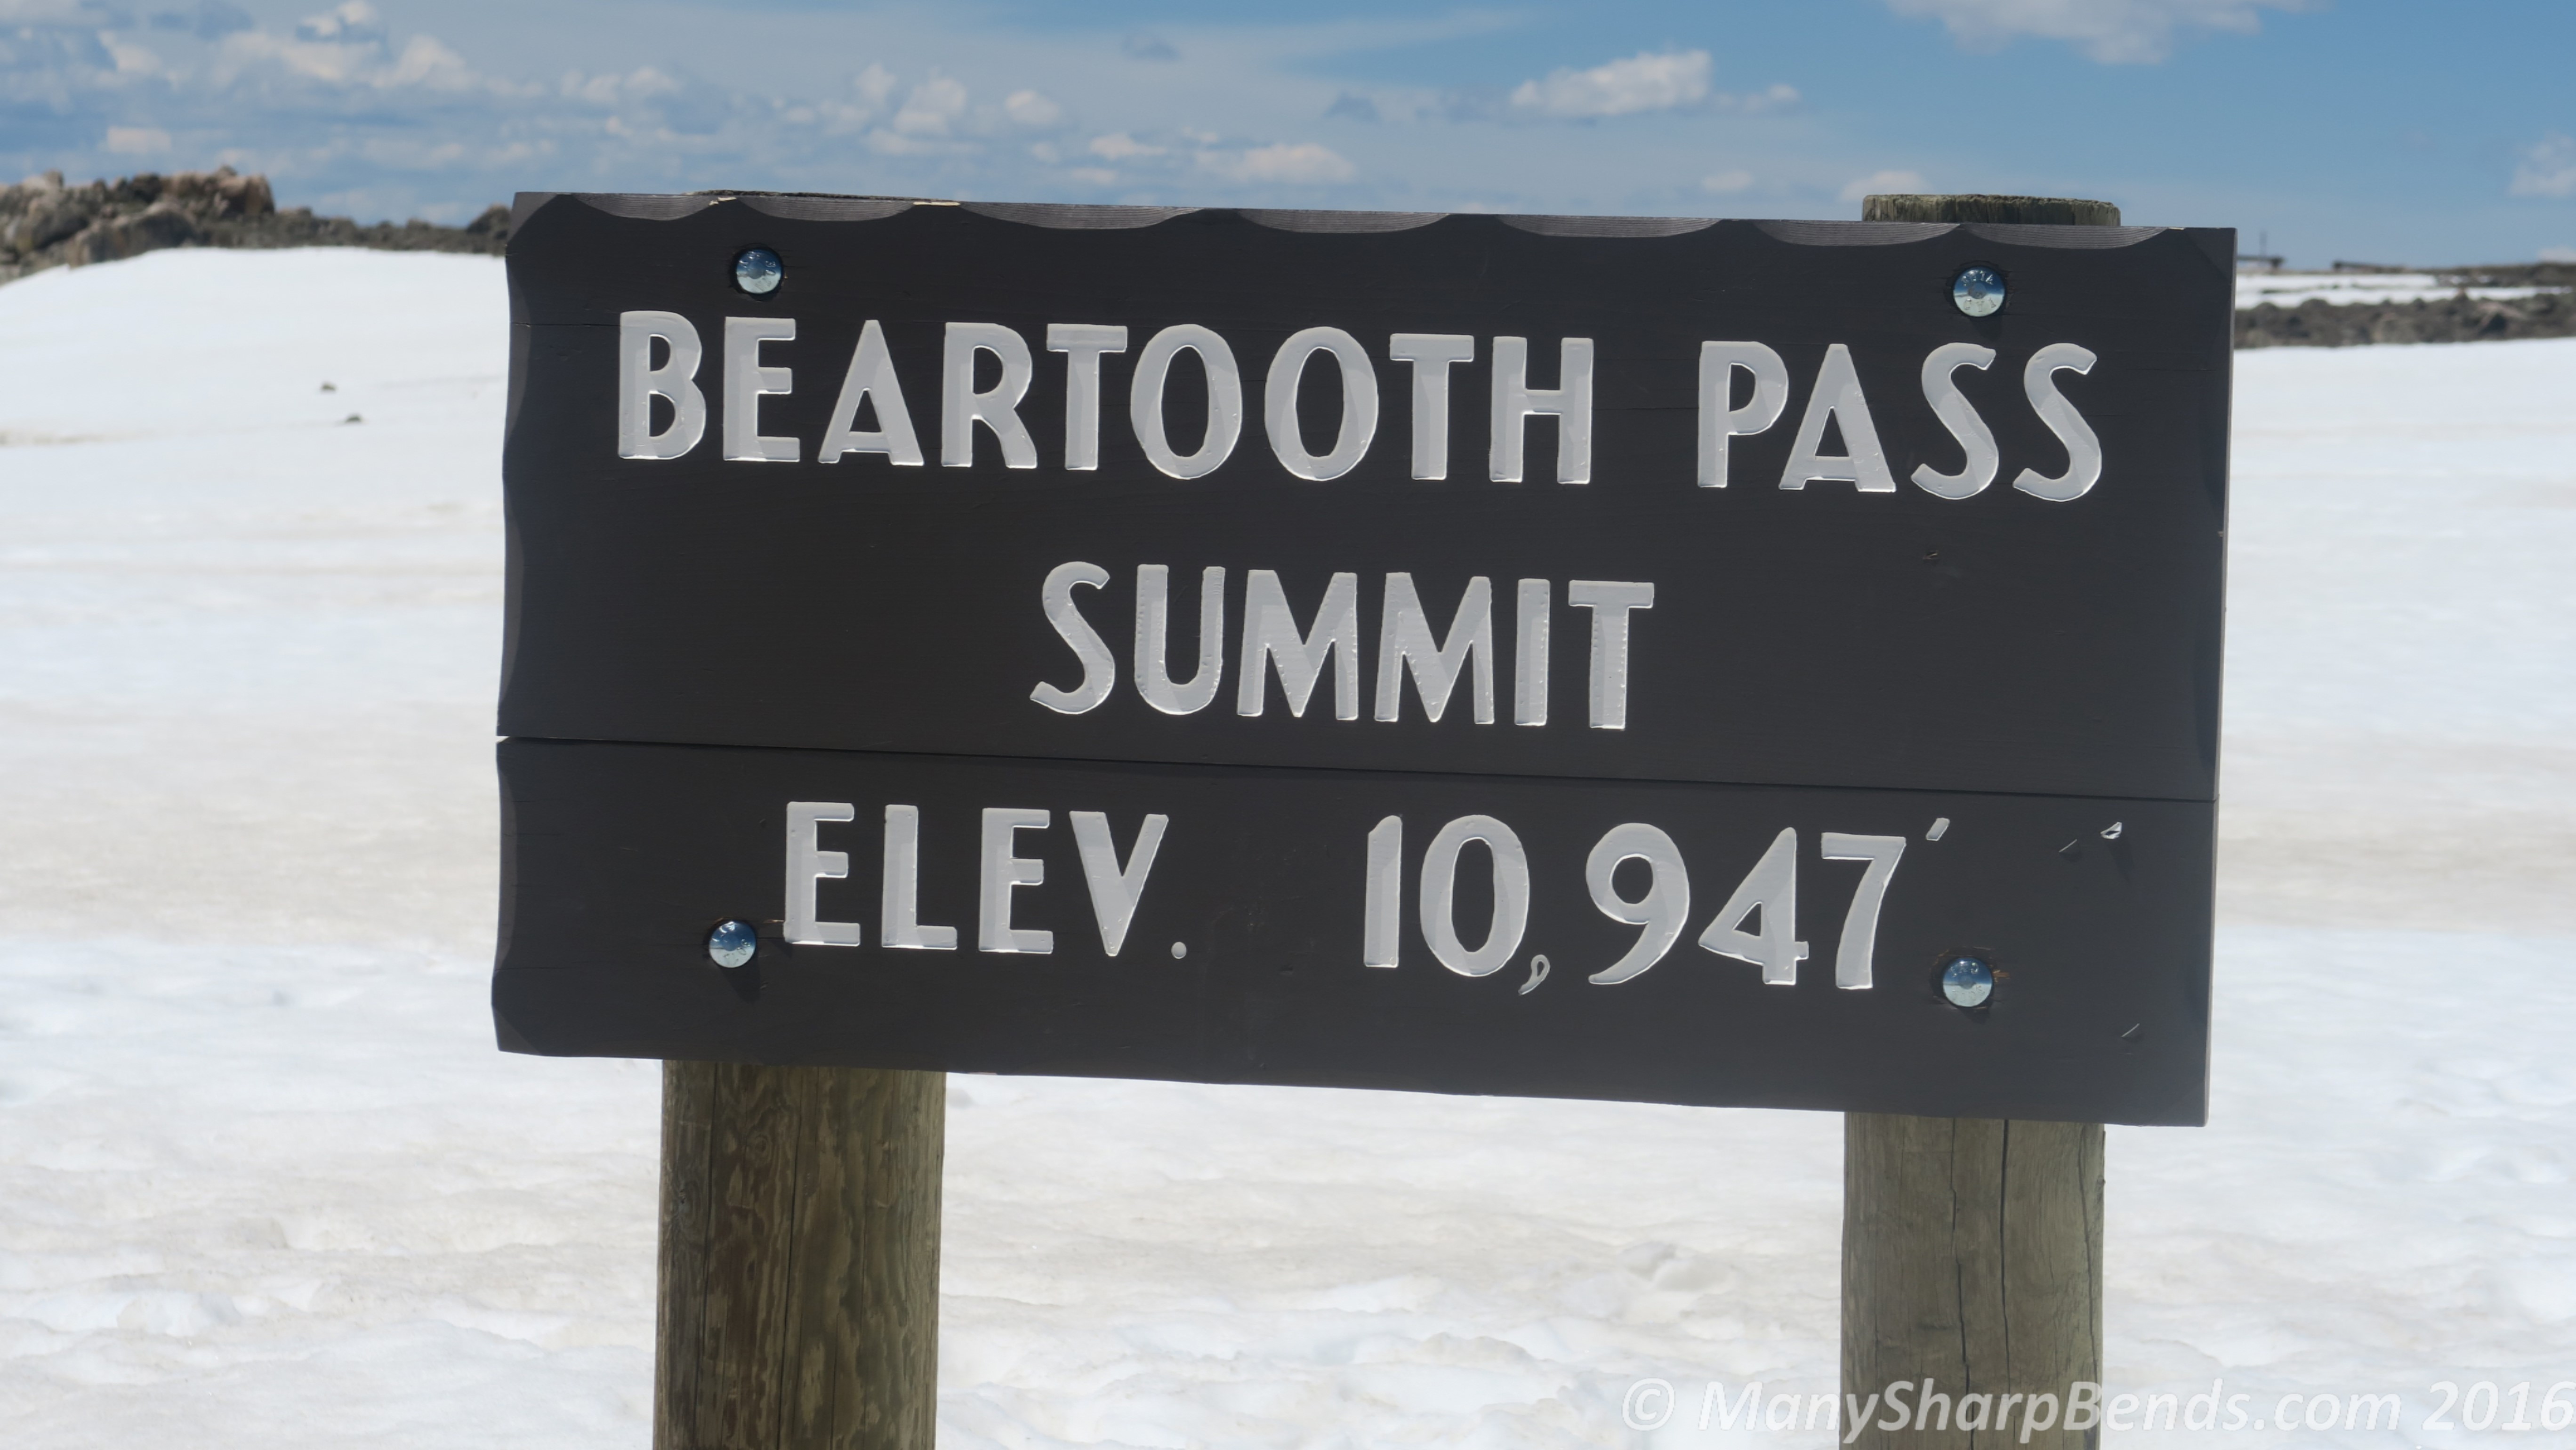 BEARTOOTH PASS
SUMMIT
ELEV. 10,947'
© ManySharpBends.com 2016